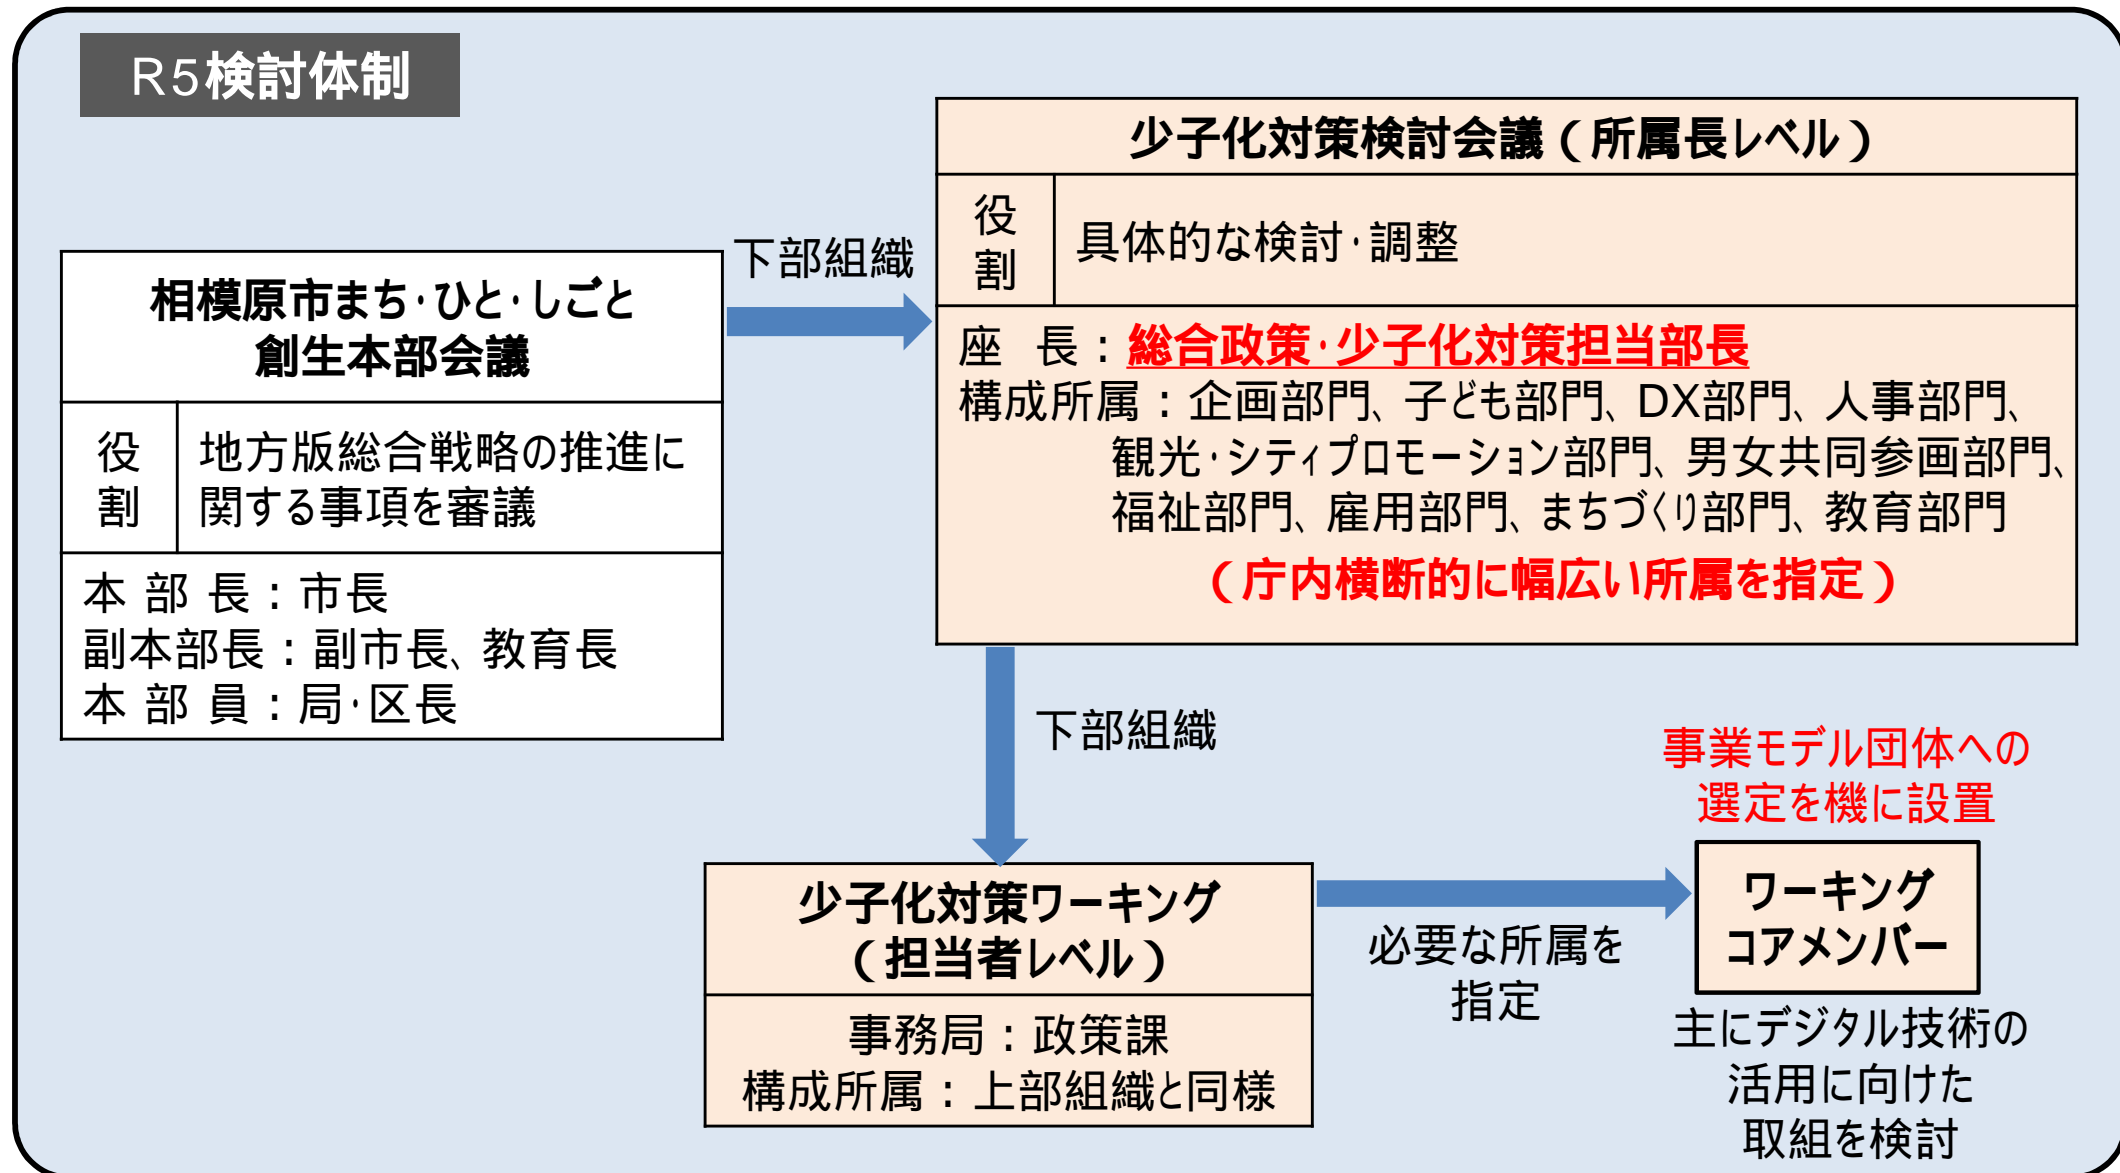 R5検討体制
相模原市まち・ひと・しごと
創生本部会議
役割
地方版総合戦略の推進に
関する事項を審議
本 部 長：市長
副本部長：副市長、教育長
本 部 員：局・区長
下部組織
少子化対策検討会議（所属長レベル）
役割
具体的な検討・調整
座 長：総合政策・少子化対策担当部長
構成所属：企画部門、子ども部門、DX部門、人事部門、
観光・シティプロモーション部門、男女共同参画部門、
福祉部門、雇用部門、まちづくり部門、教育部門
（庁内横断的に幅広い所属を指定）
下部組織
少子化対策ワーキング
（担当者レベル）
事務局：政策課
構成所属：上部組織と同様
必要な所属を
指定
事業モデル団体への
選定を機に設置
ワーキング
コアメンバー
主にデジタル技術の
活用に向けた
取組を検討